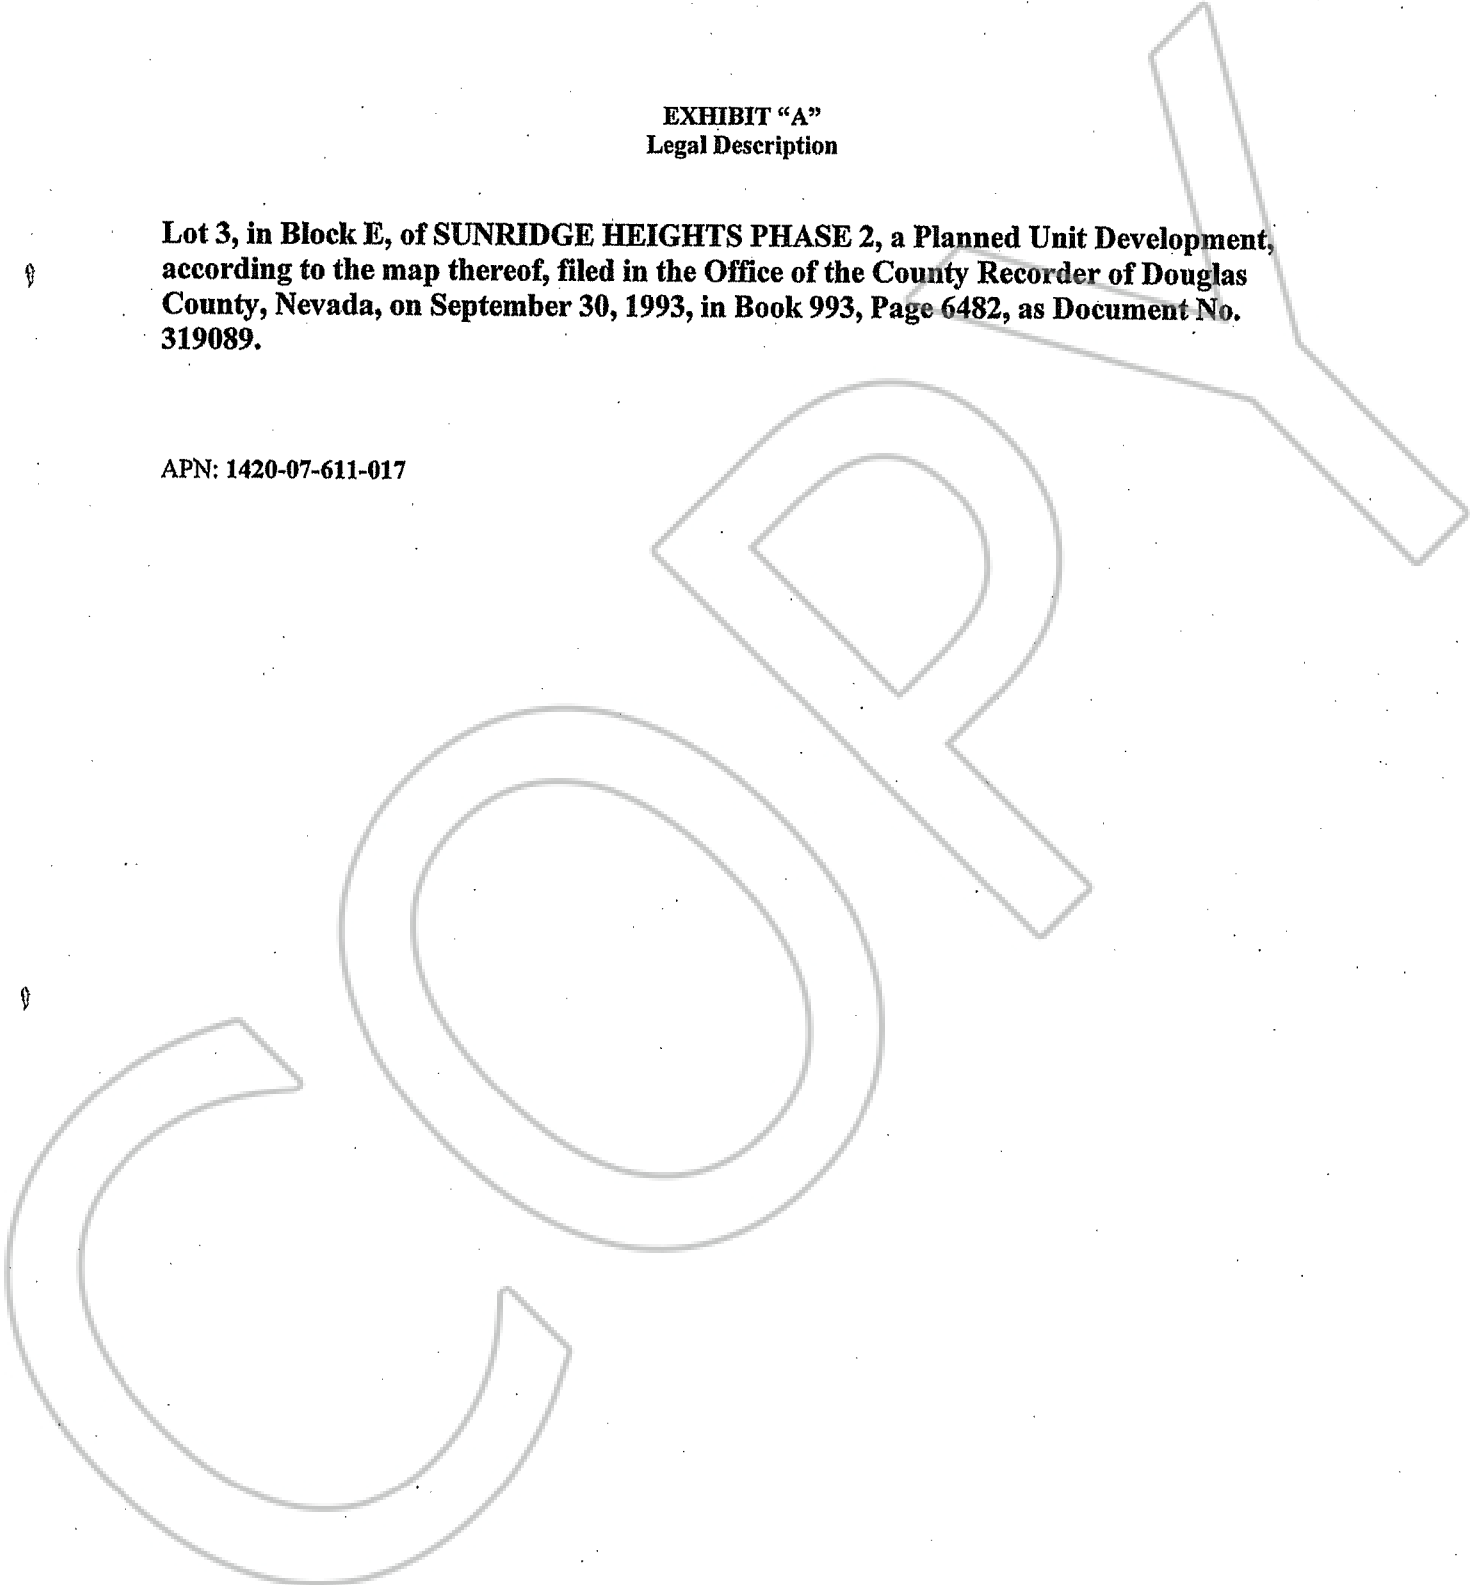 EXHIBIT “A”
Legal Description
Lot 3, in Block E, of SUNRIDGE HEIGHTS PHASE 2, a Planned Unit Development,
according to the map thereof, filed in the Office of the County Recorder of Douglas
County, Nevada, on September 30, 1993, in Book 993, Page 6482, as Document No.
319089.
APN: 1420-07-611-017
COPY